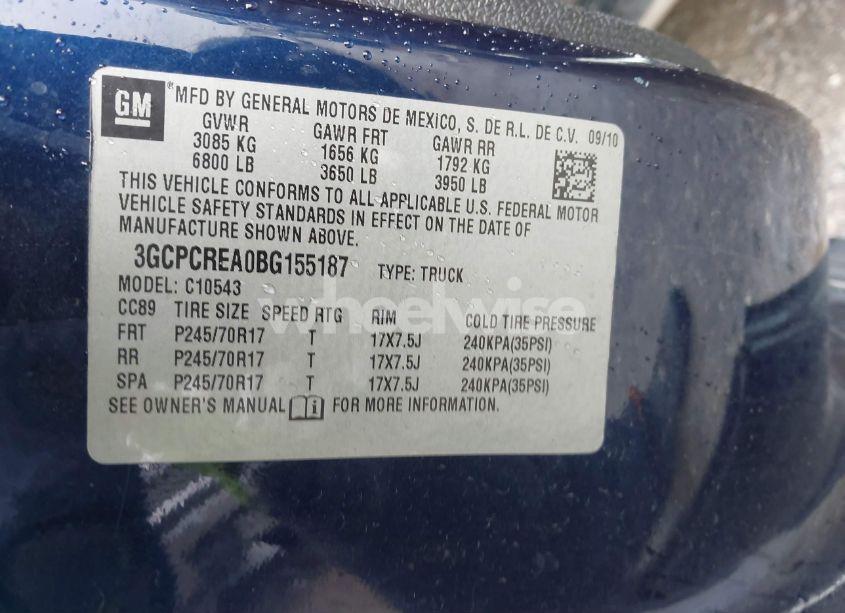 GM ® MFD BY GENERAL MOTORS DE MEXICO, S. DE R.L. DE C.V. 09/10
GVWR GAWR FRT GAWR RR
3085 KG 1656 KG 1792 KG
6800 LB 3650 LB 3950 LB
THIS VEHICLE CONFORMS TO ALL APPLICABLE U.S. FEDERAL MOTOR
VEHICLE SAFETY STANDARDS IN EFFECT ON THE DATE OF
MANUFACTURE SHOWN ABOVE.
3GCPCREA0BG155187 TYPE: TRUCK
MODEL: C10543
CC89 TIRE SIZE SPEED RTG RIM COLD TIRE PRESSURE
FRT P245/70R17 T 17X7.5J 240KPA(35PSI)
RR P245/70R17 T 17X7.5J 240KPA(35PSI)
SPA P245/70R17 T 17X7.5J 240KPA(35PSI)
SEE OWNER'S MANUAL i FOR MORE INFORMATION.
wheelwise